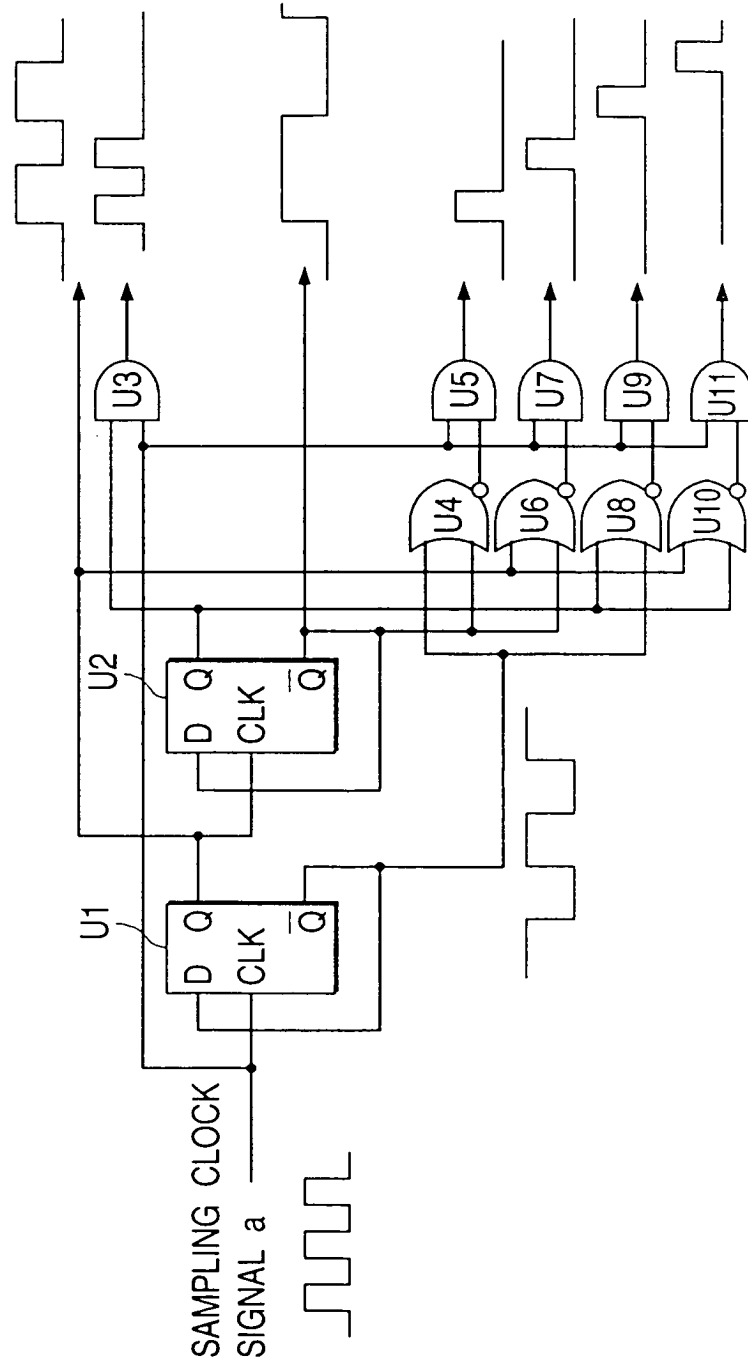 SAMPLING CLOCK
SIGNAL a
U1
D Q
CLK
Q̅
U2
D Q
CLK
Q̅
U3
U4
U5
U6
U7
U8
U9
U10
U11